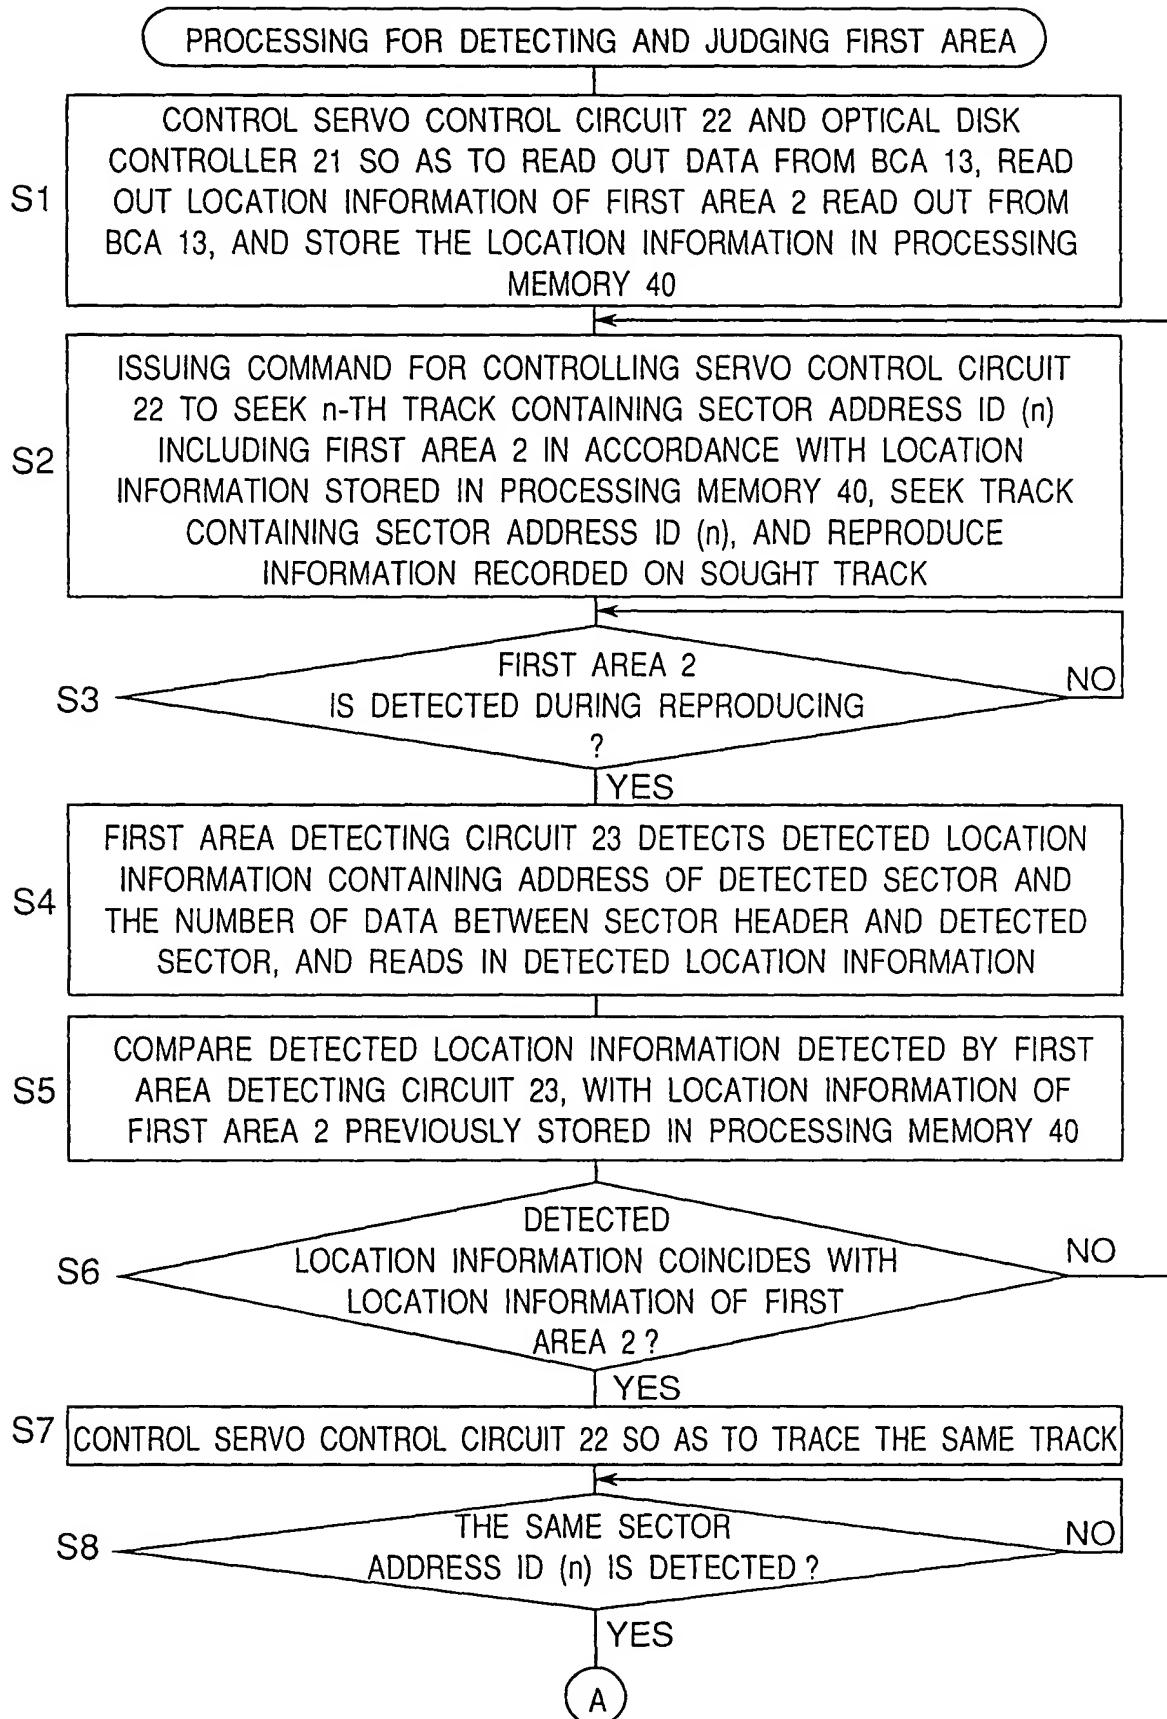 PROCESSING FOR DETECTING AND JUDGING FIRST AREA
S1
CONTROL SERVO CONTROL CIRCUIT 22 AND OPTICAL DISK
CONTROLLER 21 SO AS TO READ OUT DATA FROM BCA 13, READ
OUT LOCATION INFORMATION OF FIRST AREA 2 READ OUT FROM
BCA 13, AND STORE THE LOCATION INFORMATION IN PROCESSING
MEMORY 40
S2
ISSUING COMMAND FOR CONTROLLING SERVO CONTROL CIRCUIT
22 TO SEEK n-TH TRACK CONTAINING SECTOR ADDRESS ID (n)
INCLUDING FIRST AREA 2 IN ACCORDANCE WITH LOCATION
INFORMATION STORED IN PROCESSING MEMORY 40, SEEK TRACK
CONTAINING SECTOR ADDRESS ID (n), AND REPRODUCE
INFORMATION RECORDED ON SOUGHT TRACK
S3
FIRST AREA 2
IS DETECTED DURING REPRODUCING
?
NO
YES
S4
FIRST AREA DETECTING CIRCUIT 23 DETECTS DETECTED LOCATION
INFORMATION CONTAINING ADDRESS OF DETECTED SECTOR AND
THE NUMBER OF DATA BETWEEN SECTOR HEADER AND DETECTED
SECTOR, AND READS IN DETECTED LOCATION INFORMATION
S5
COMPARE DETECTED LOCATION INFORMATION DETECTED BY FIRST
AREA DETECTING CIRCUIT 23, WITH LOCATION INFORMATION OF
FIRST AREA 2 PREVIOUSLY STORED IN PROCESSING MEMORY 40
S6
DETECTED
LOCATION INFORMATION COINCIDES WITH
LOCATION INFORMATION OF FIRST
AREA 2 ?
NO
YES
S7
CONTROL SERVO CONTROL CIRCUIT 22 SO AS TO TRACE THE SAME TRACK
S8
THE SAME SECTOR
ADDRESS ID (n) IS DETECTED ?
NO
YES
A